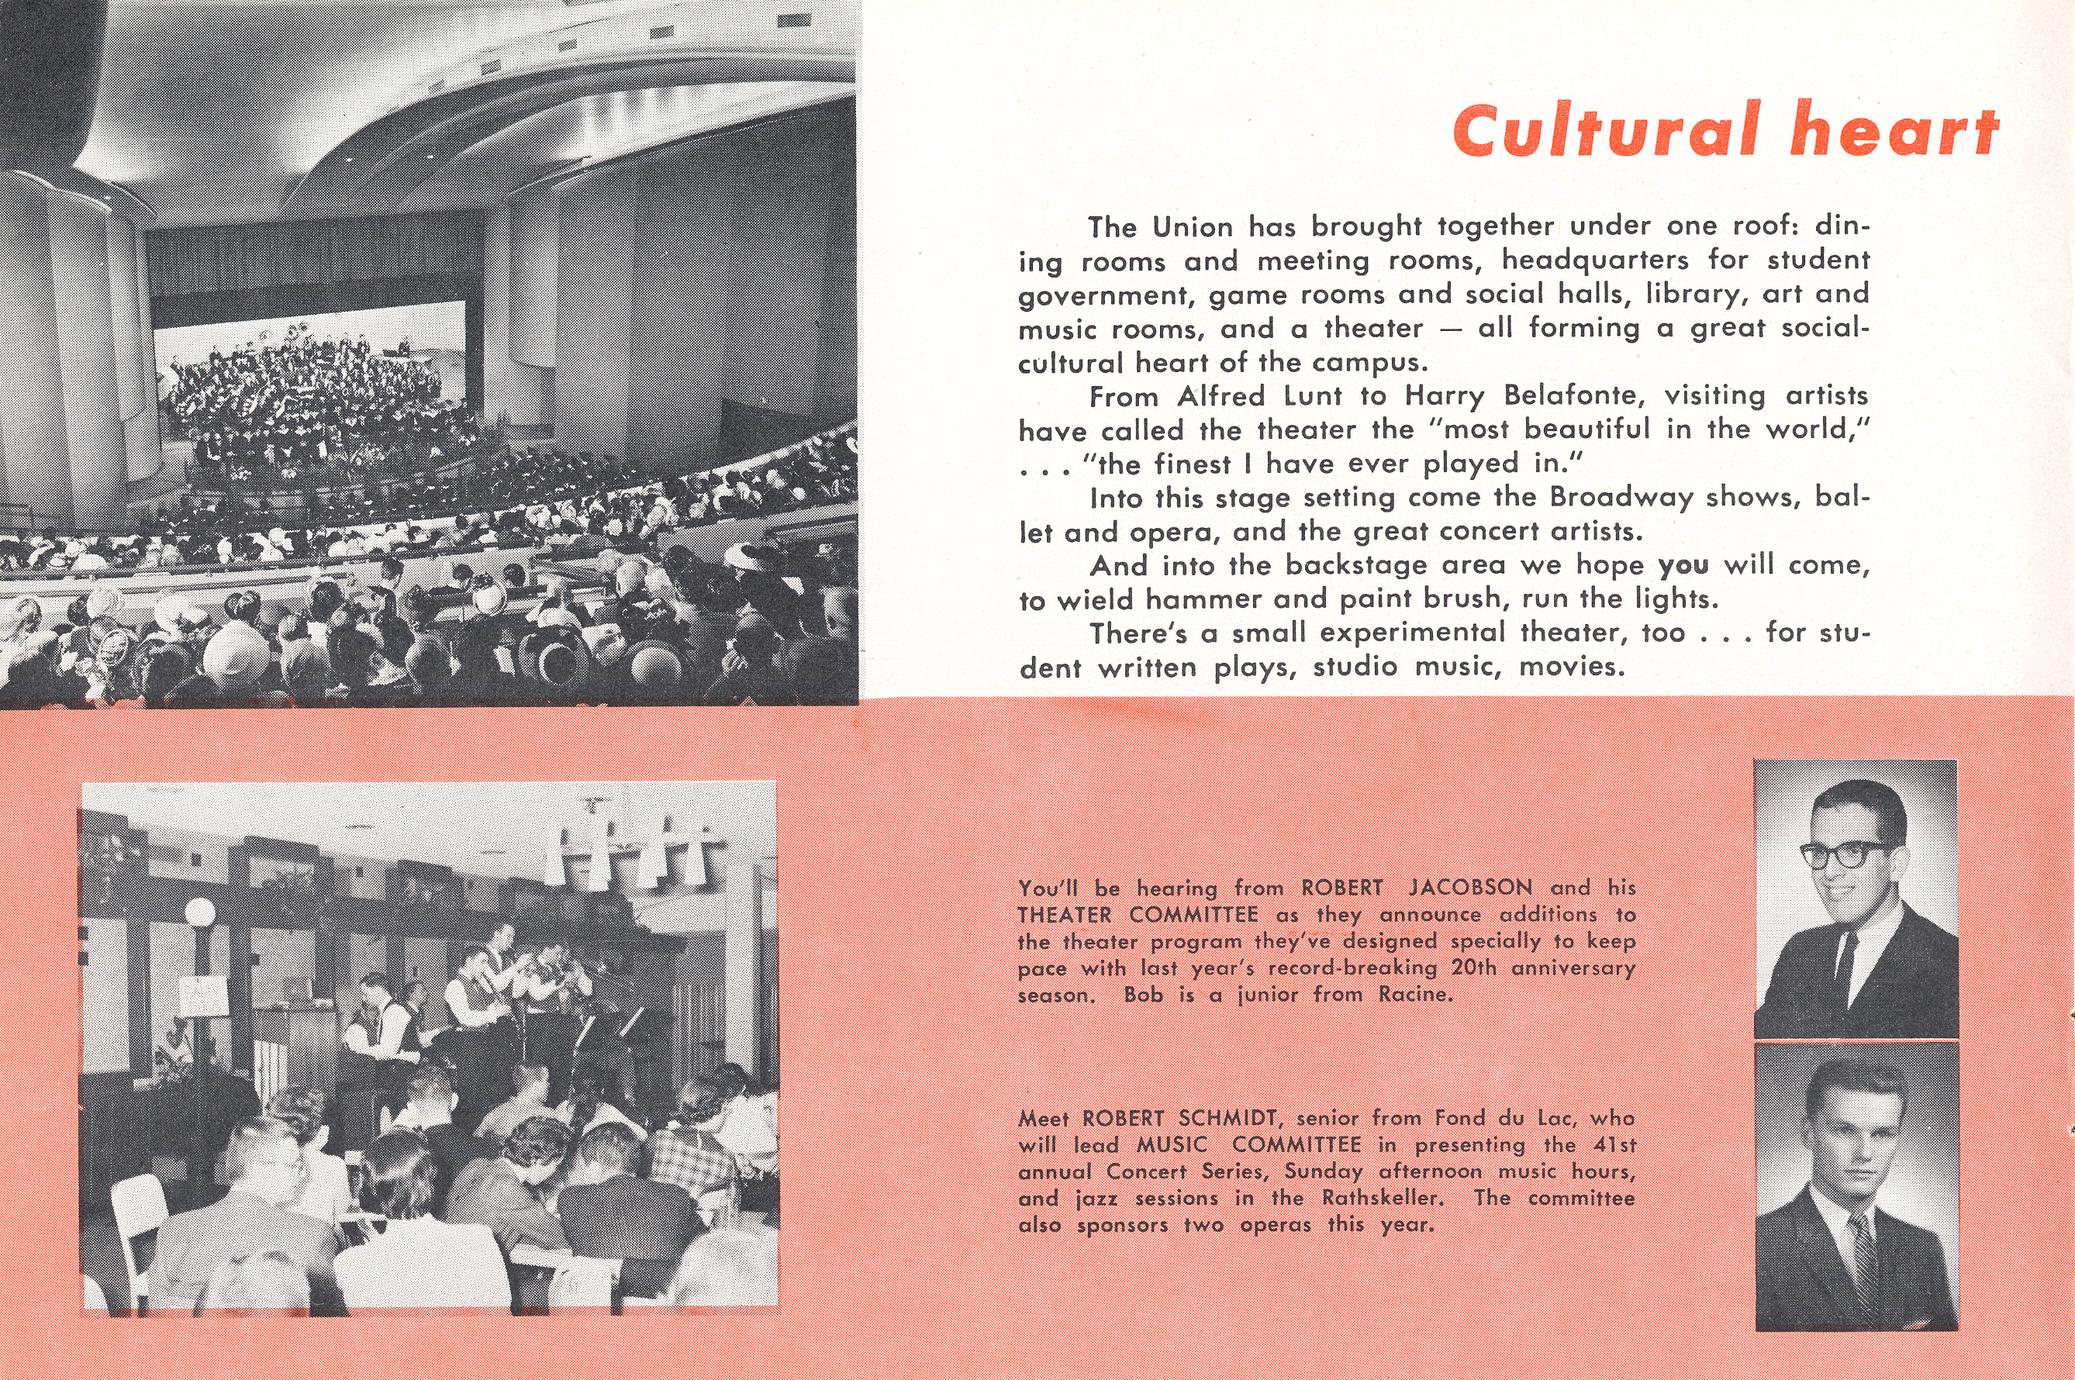 Cultural heart
The Union has brought together under one roof: din-
ing rooms and meeting rooms, headquarters for student
government, game rooms and social halls, library, art and
music rooms, and a theater — all forming a great social-
cultural heart of the campus.
From Alfred Lunt to Harry Belafonte, visiting artists
have called the theater the "most beautiful in the world,"
. . . "the finest I have ever played in."
Into this stage setting come the Broadway shows, bal-
let and opera, and the great concert artists.
And into the backstage area we hope you will come,
to wield hammer and paint brush, run the lights.
There's a small experimental theater, too . . . for stu-
dent written plays, studio music, movies.
You'll be hearing from ROBERT JACOBSON and his
THEATER COMMITTEE as they announce additions to
the theater program they've designed specially to keep
pace with last year's record-breaking 20th anniversary
season. Bob is a junior from Racine.
Meet ROBERT SCHMIDT, senior from Fond du Lac, who
will lead MUSIC COMMITTEE in presenting the 41st
annual Concert Series, Sunday afternoon music hours,
and jazz sessions in the Rathskeller. The committee
also sponsors two operas this year.